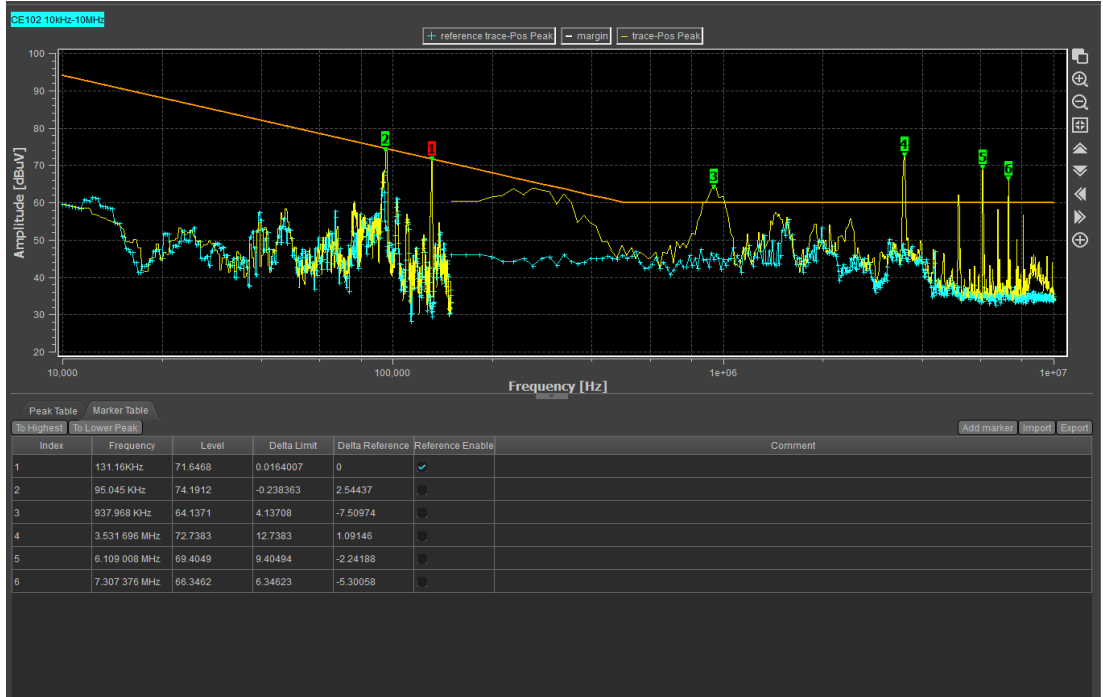 CE102 10kHz-10MHz
reference trace-Pos Peak margin trace-Pos Peak
100
90
80
70
60
50
40
30
20
Amplitude [dBuV]
2
1
3
4
5
6
10,000 100,000 1e+06 1e+07
Frequency [Hz]
Peak Table Marker Table
To Highest To Lower Peak Add marker Import Export
Index Frequency Level Delta Limit Delta Reference Reference Enable Comment
1 131.16KHz 71.6468 0.0164007 0
2 95.045 KHz 74.1912 -0.238363 2.54437
3 937.968 KHz 64.1371 4.13708 -7.50974
4 3.531 696 MHz 72.7383 12.7383 1.09146
5 6.109 008 MHz 69.4049 9.40494 -2.24188
6 7.307 376 MHz 66.3462 6.34623 -5.30058